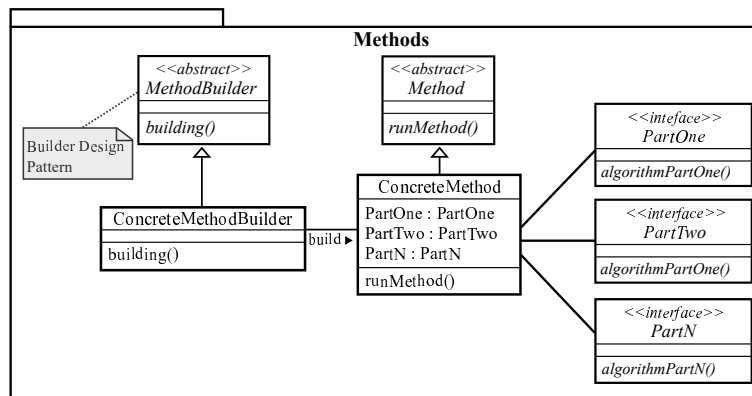 Methods
<<abstract>>
MethodBuilder
building()
Builder Design
Pattern
ConcreteMethodBuilder
building()
build
<<abstract>>
Method
runMethod()
ConcreteMethod
PartOne : PartOne
PartTwo : PartTwo
PartN : PartN
runMethod()
<<inteface>>
PartOne
algorithmPartOne()
<<interface>>
PartTwo
algorithmPartOne()
<<interface>>
PartN
algorithmPartN()